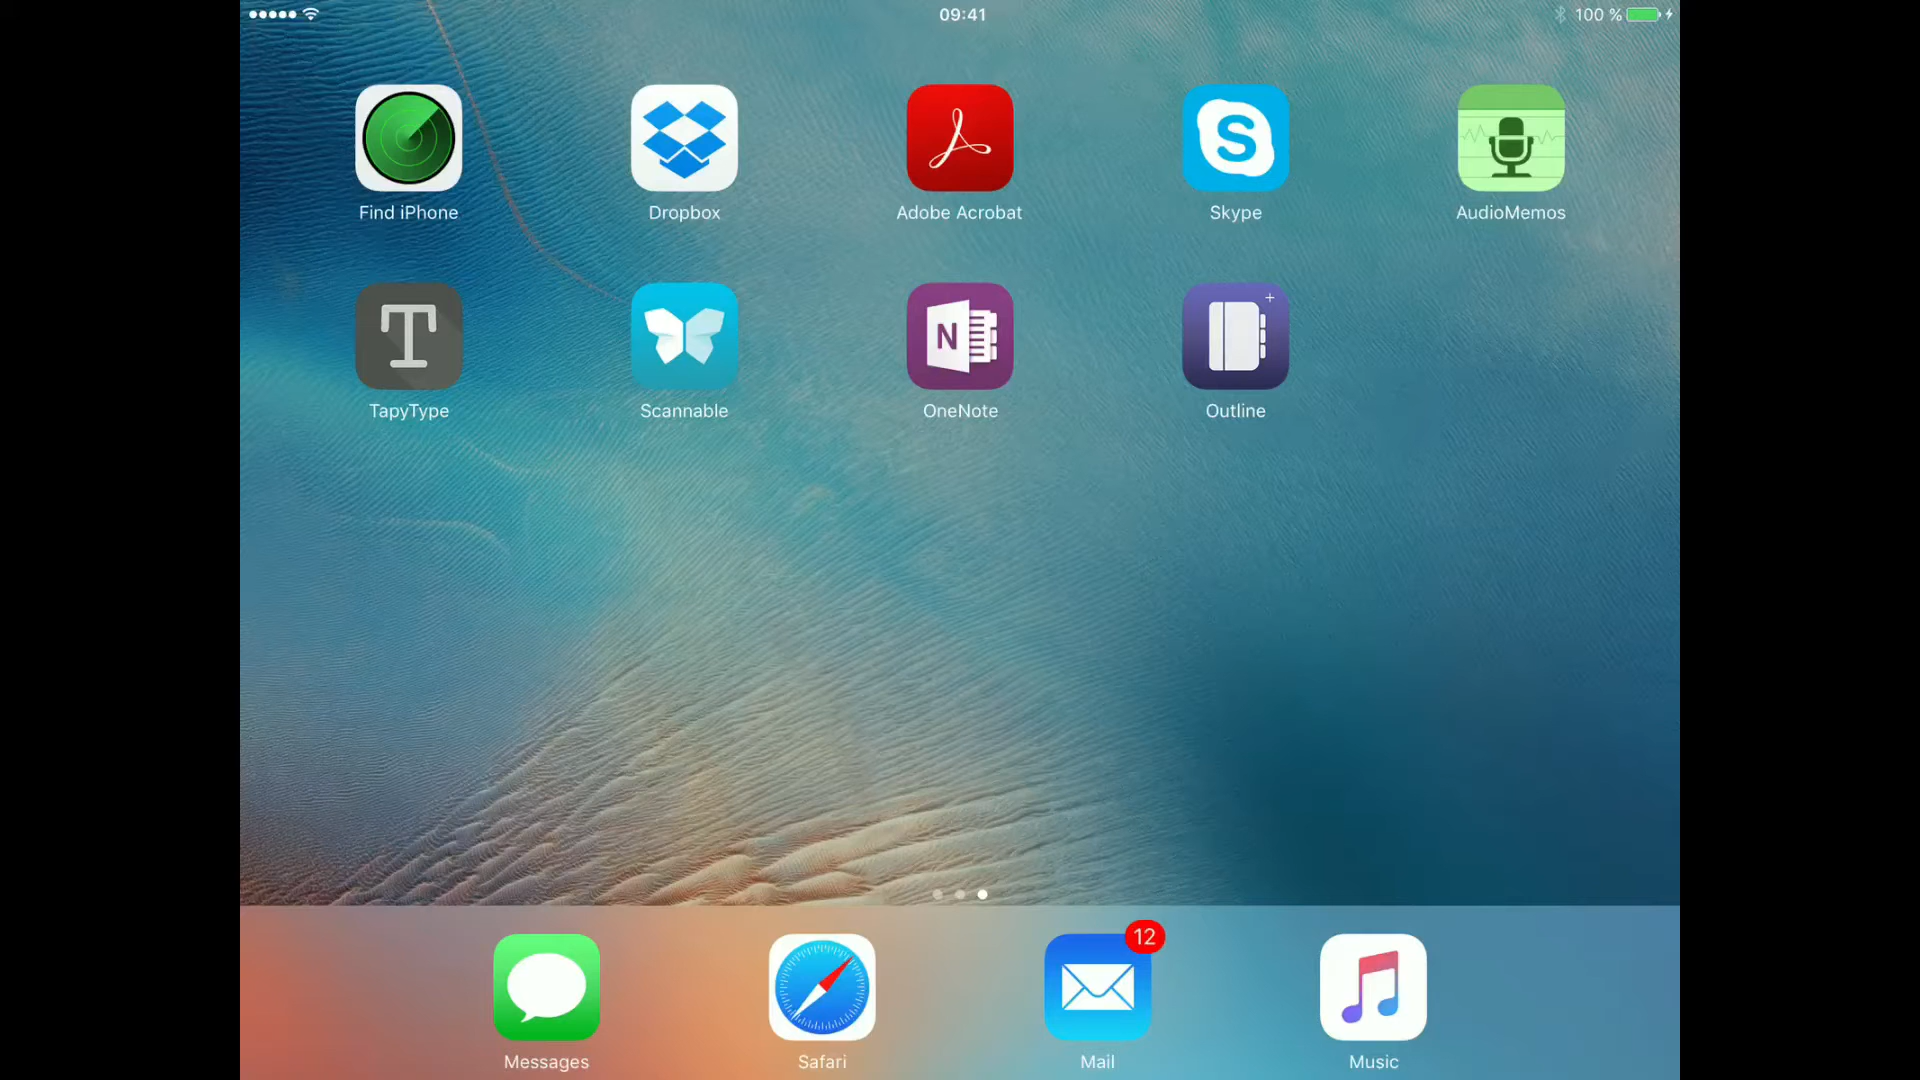 09:41
100 %
Find iPhone
Dropbox
Adobe Acrobat
Skype
AudioMemos
TapyType
Scannable
N
OneNote
Outline
12
Messages
Safari
Mail
Music